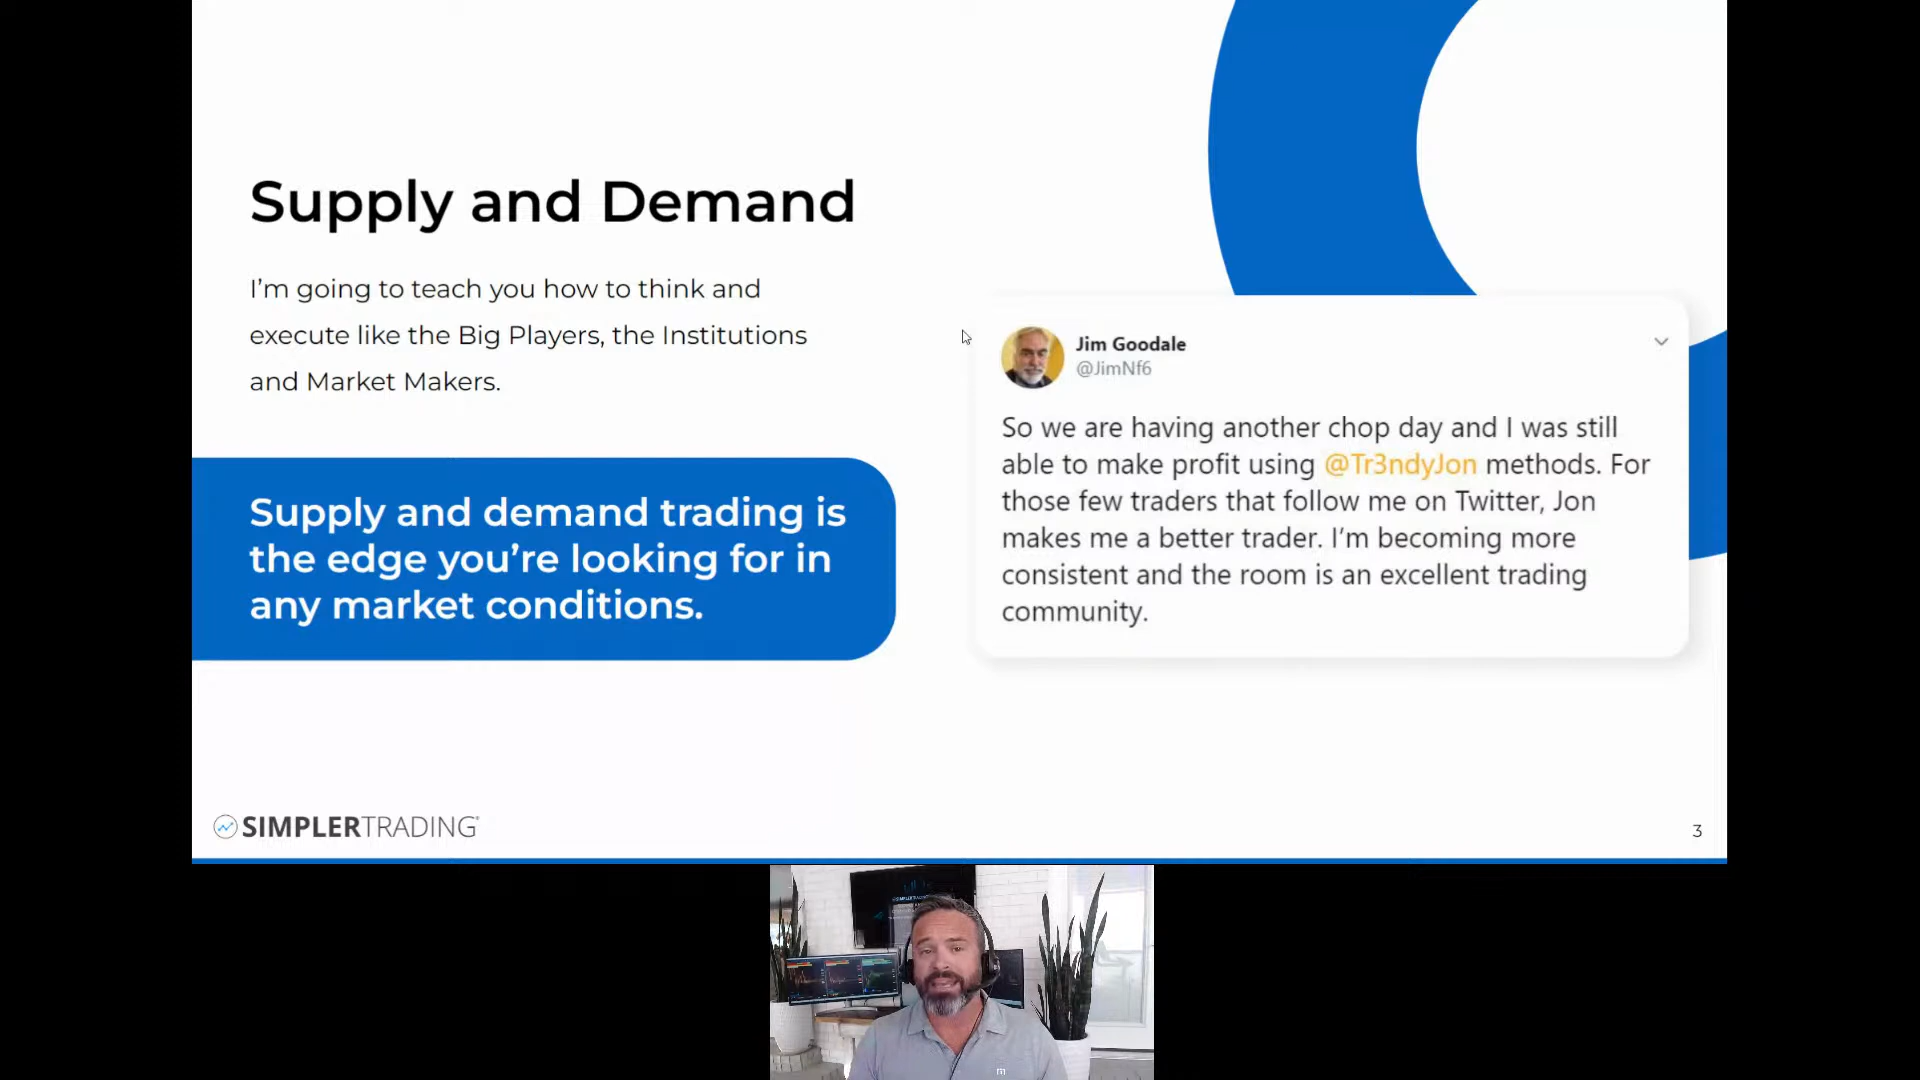 Supply and Demand
I’m going to teach you how to think and
execute like the Big Players, the Institutions
and Market Makers.
Supply and demand trading is
the edge you’re looking for in
any market conditions.
Jim Goodale
@JimNf6
So we are having another chop day and I was still
able to make profit using @Tr3ndyJon methods. For
those few traders that follow me on Twitter, Jon
makes me a better trader. I’m becoming more
consistent and the room is an excellent trading
community.
SIMPLERTRADING
3